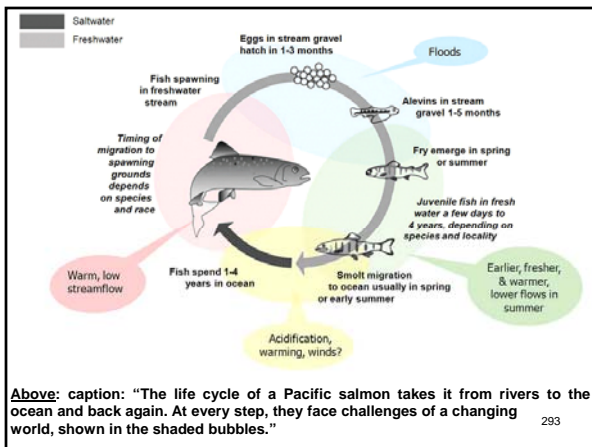 Saltwater
Freshwater
Eggs in stream gravel
hatch in 1-3 months
Floods
Fish spawning
in freshwater
stream
Alevins in stream
gravel 1-5 months
Timing of
migration to
spawning
grounds
depends
on species
and race
Fry emerge in spring
or summer
Juvenile fish in fresh
water a few days to
4 years, depending on
species and locality
Warm, low
streamflow
Fish spend 1-4
years in ocean
Smolt migration
to ocean usually in spring
or early summer
Earlier, fresher,
& warmer,
lower flows in
summer
Acidification,
warming, winds?
Above: caption: “The life cycle of a Pacific salmon takes it from rivers to the
ocean and back again. At every step, they face challenges of a changing
world, shown in the shaded bubbles.”
293